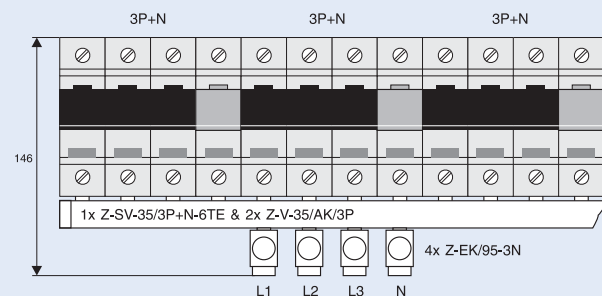 3P+N 3P+N 3P+N
146
1x Z-SV-35/3P+N-6TE & 2x Z-V-35/AK/3P
4x Z-EK/95-3N
L1 L2 L3 N